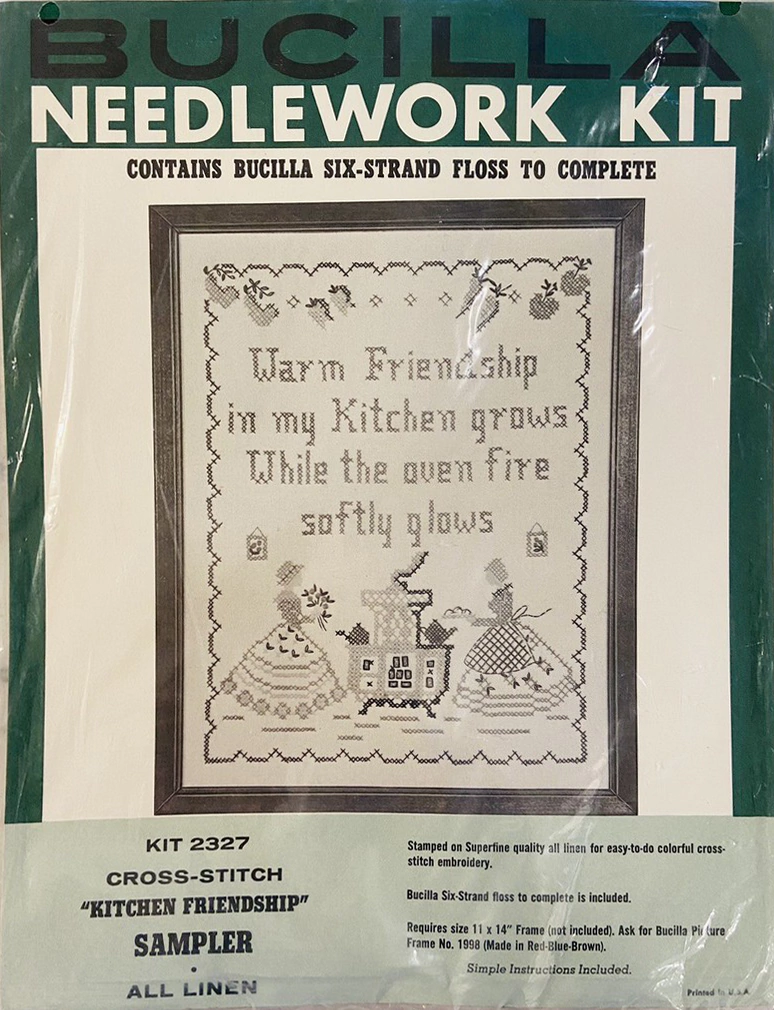 BUCILLA
NEEDLEWORK KIT
CONTAINS BUCILLA SIX-STRAND FLOSS TO COMPLETE
Warm Friendship
in my Kitchen grows
While the oven fire
softly glows
KIT 2327
CROSS-STITCH
"KITCHEN FRIENDSHIP"
SAMPLER
•
ALL LINEN
Stamped on Superfine quality all linen for easy-to-do colorful cross-
stitch embroidery.
Bucilla Six-Strand floss to complete is included.
Requires size 11 x 14" Frame (not included). Ask for Bucilla Picture
Frame No. 1998 (Made in Red-Blue-Brown).
Simple Instructions Included.
Printed in U.S.A.